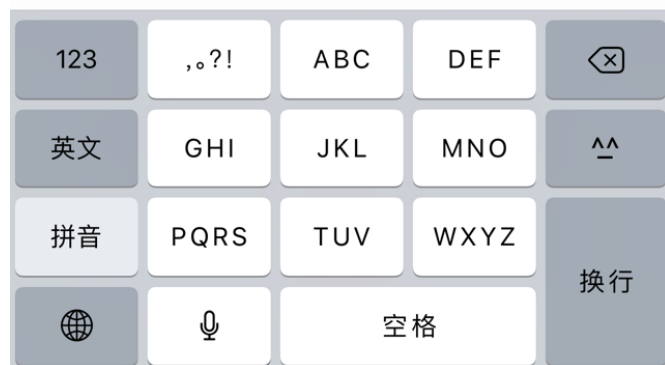 123 ,。?! ABC DEF
英文 GHI JKL MNO ^^
拼音 PQRS TUV WXYZ
换行
空格